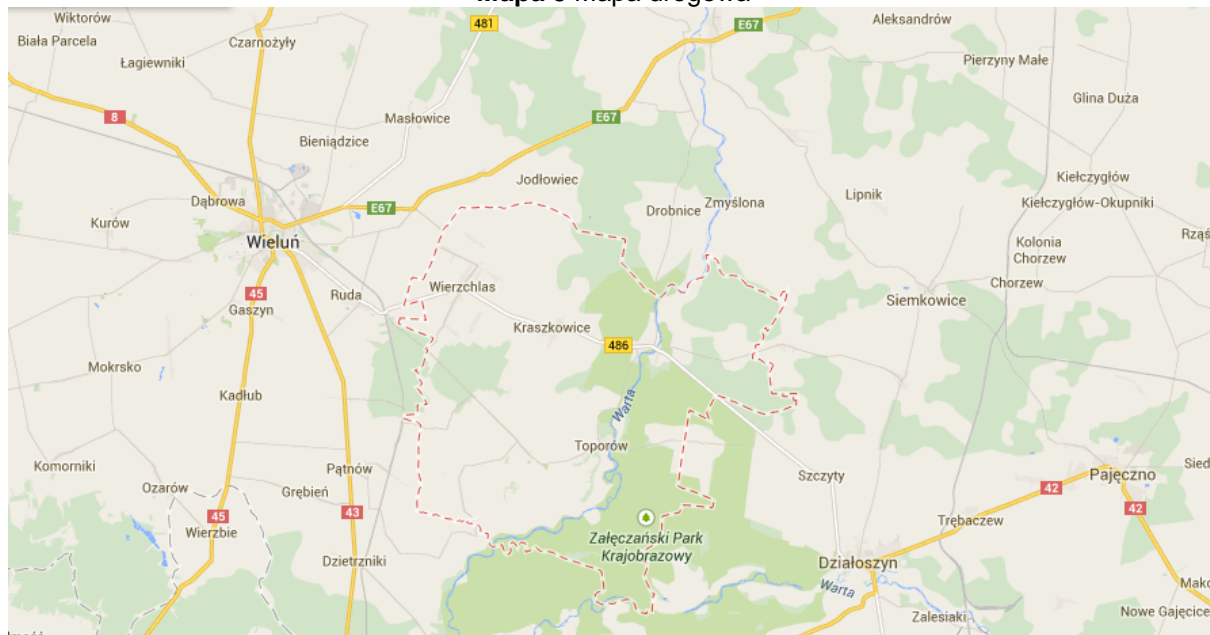 Mapa 3 mapa drogowa
Wiktorów
481
E67
Aleksandrów
Biała Parcela
Czarnożyły
Łagiewniki
Pierzyny Małe
Glina Duża
8
Masłowice
E67
Bieniądzice
Jodłowiec
Kiełczygłów
Dąbrowa
E67
Drobnice
Zmyślona
Lipnik
Kiełczygłów-Okupniki
Kurów
Wieluń
Kolonia
Chorzew
Rząś
Ruda
Wierzchlas
Chorzew
45
Gaszyn
Siemkowice
Kraszkowice
486
Mokrsko
Kadłub
Warta
Toporów
Komorniki
Pątnów
Szczyty
Pajęczno
Sied
Ozarów
Grębień
42
45
Wierzbie
43
42
Załęczański Park
Krajobrazowy
Trębaczew
Dzietrzniki
Działoszyn
Warta
Mako
Zalesiaki
Nowe Gajęcice